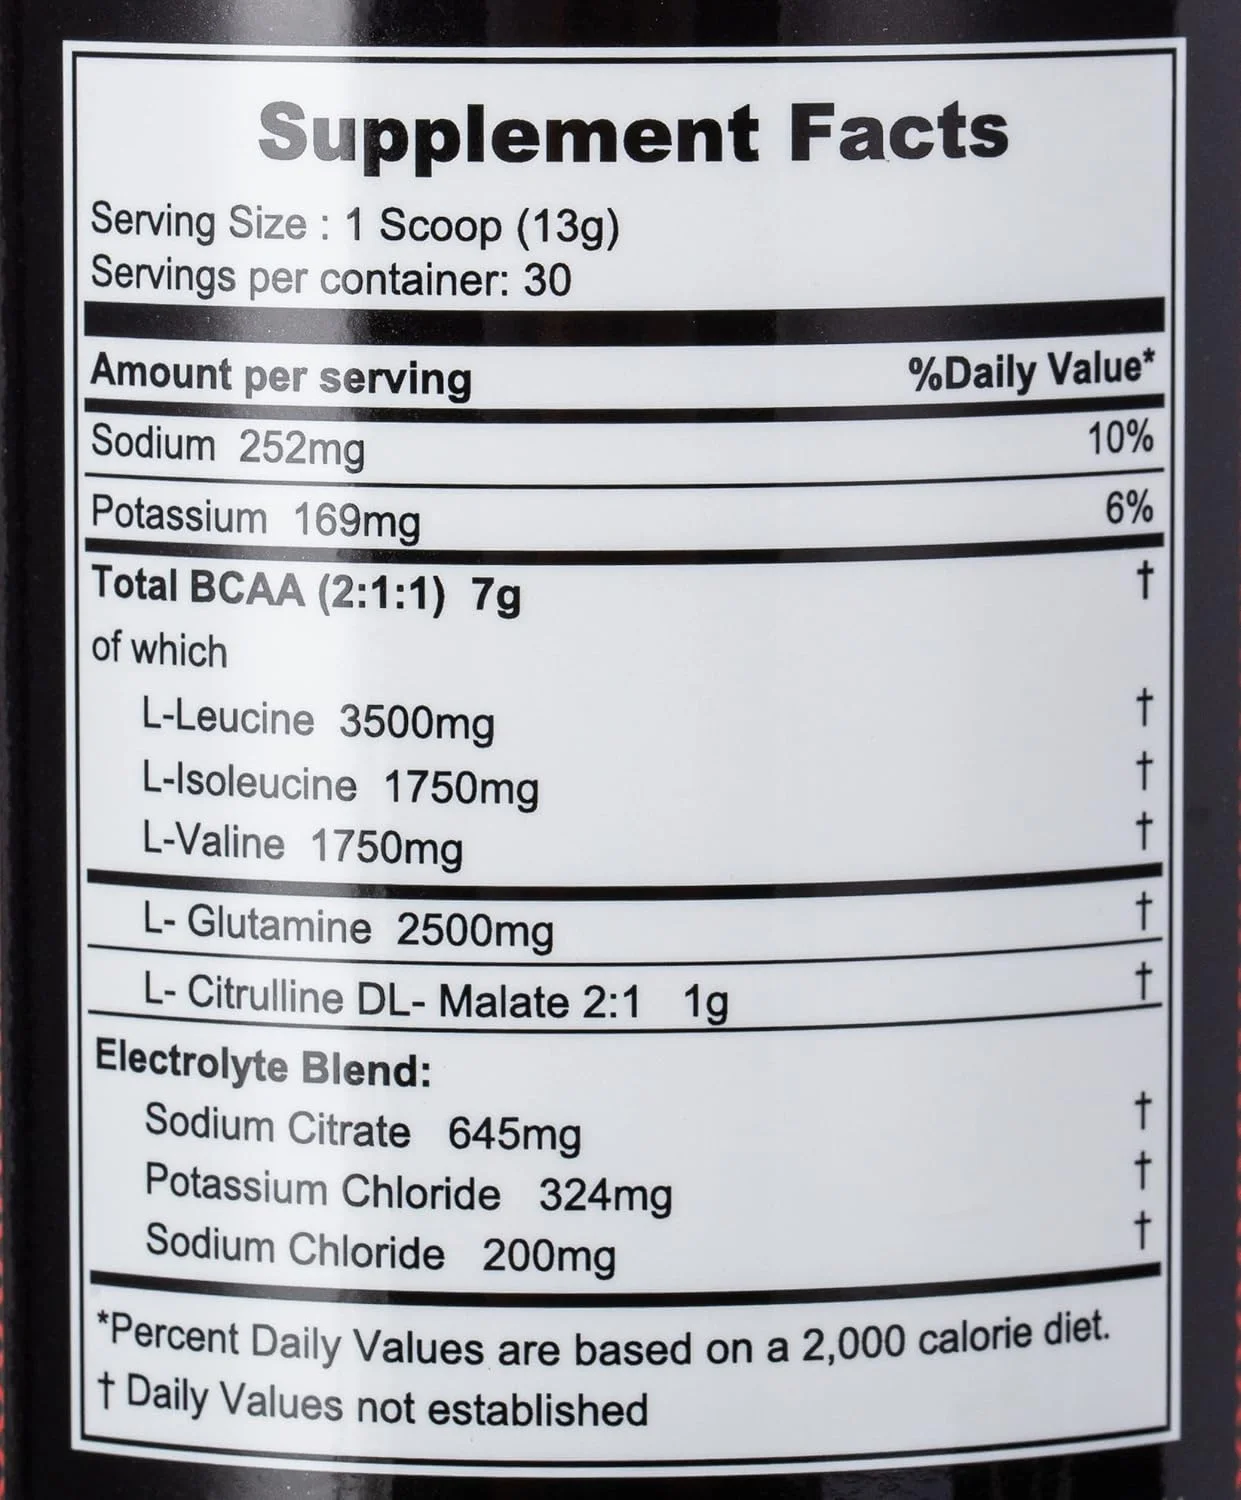 Supplement Facts
Serving Size : 1 Scoop (13g)
Servings per container: 30
Amount per serving %Daily Value*
Sodium 252mg 10%
Potassium 169mg 6%
Total BCAA (2:1:1) 7g †
of which
L-Leucine 3500mg †
L-Isoleucine 1750mg †
L-Valine 1750mg †
L- Glutamine 2500mg †
L- Citrulline DL- Malate 2:1 1g †
Electrolyte Blend:
Sodium Citrate 645mg †
Potassium Chloride 324mg †
Sodium Chloride 200mg †
*Percent Daily Values are based on a 2,000 calorie diet.
† Daily Values not established